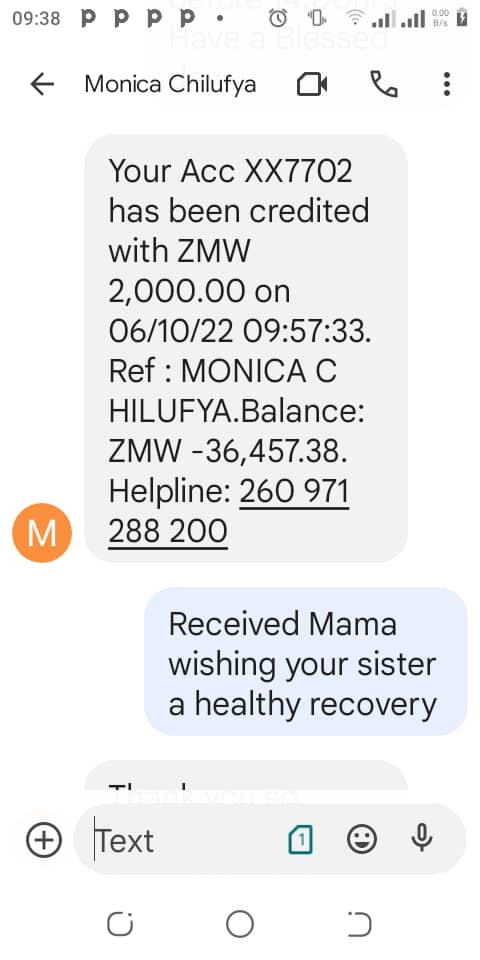 09:38
0.00
B/s
Have a Blessed
Monica Chilufya
Your Acc XX7702
has been credited
with ZMW
2,000.00 on
06/10/22 09:57:33.
Ref : MONICA C
HILUFYA.Balance:
ZMW -36,457.38.
Helpline: 260 971
288 200
M
Received Mama
wishing your sister
a healthy recovery
Thank you so
Text
1